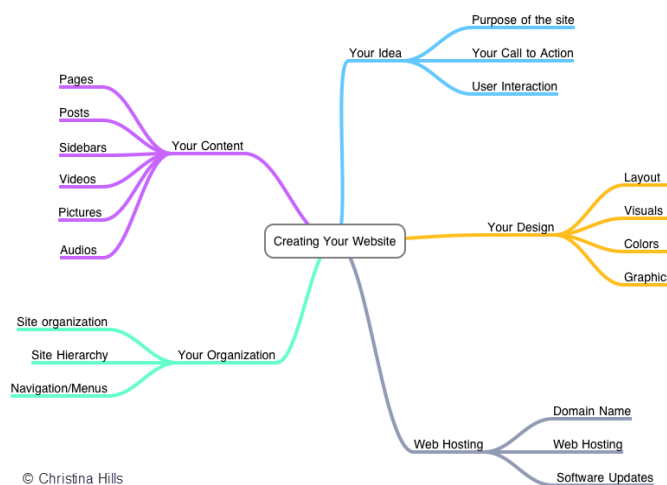 Creating Your Website
Your Idea
Purpose of the site
Your Call to Action
User Interaction
Your Design
Layout
Visuals
Colors
Graphic
Web Hosting
Domain Name
Web Hosting
Software Updates
Your Organization
Site organization
Site Hierarchy
Navigation/Menus
Your Content
Pages
Posts
Sidebars
Videos
Pictures
Audios
© Christina Hills